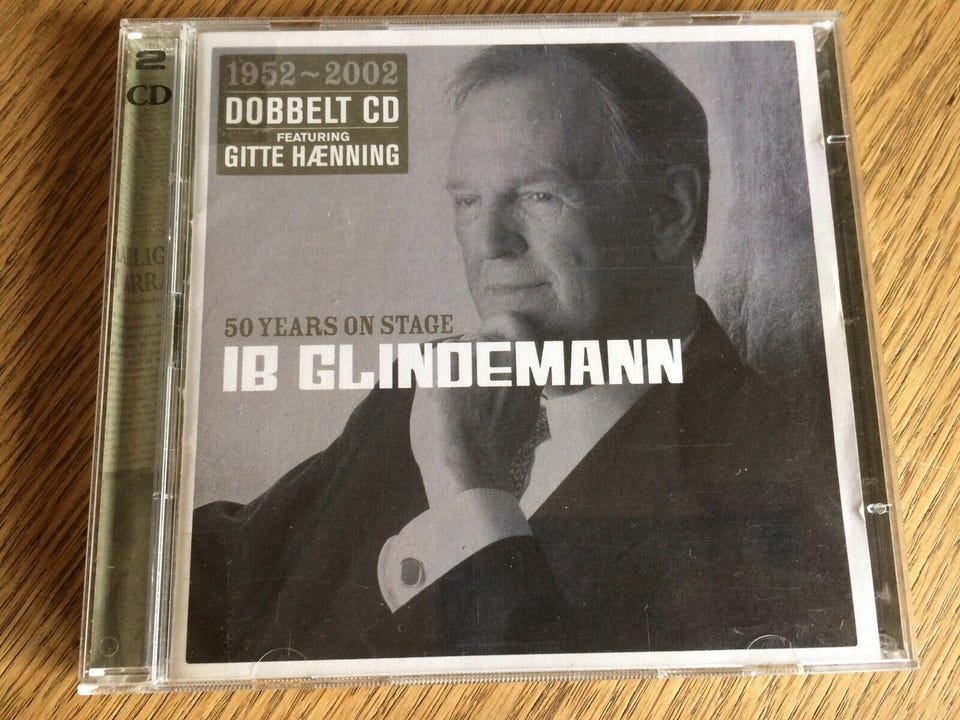 2
CD
1952~2002
DOBBELT CD
FEATURING
GITTE HÆNNING
50 YEARS ON STAGE
IB GLINDEMANN